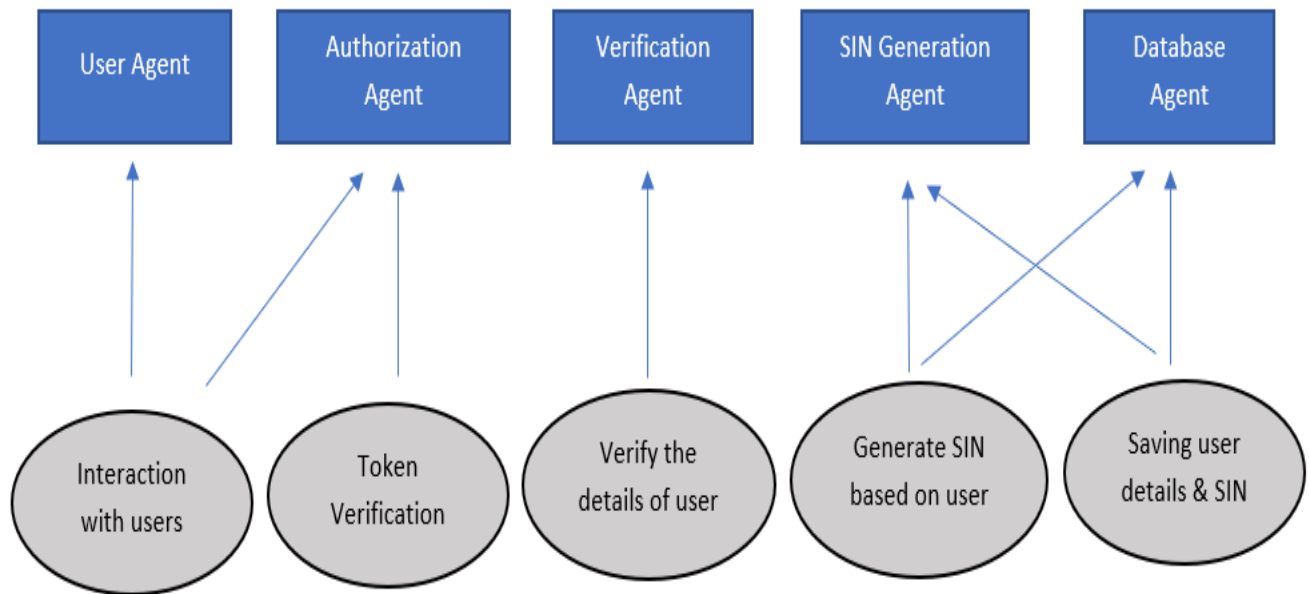 User Agent
Authorization
Agent
Verification
Agent
SIN Generation
Agent
Database
Agent
Interaction
with users
Token
Verification
Verify the
details of user
Generate SIN
based on user
Saving user
details & SIN